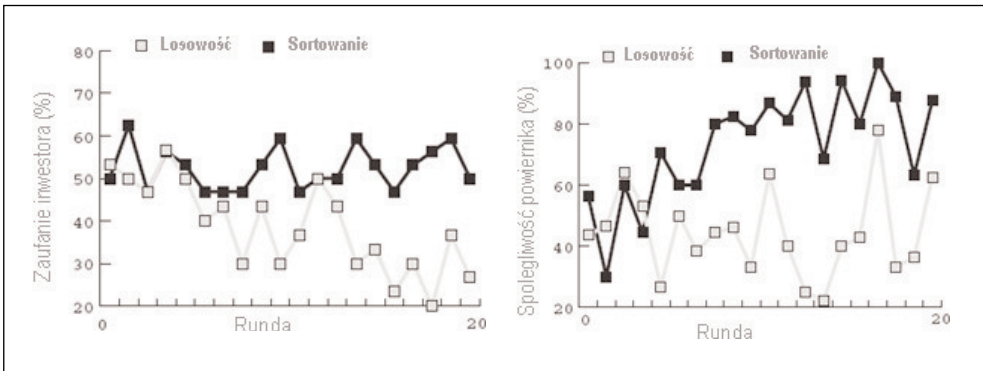 Losowość Sortowanie
80
70
60
50
40
30
20
Zaufanie inwestora (%)
0 Runda 20
Losowość Sortowanie
100
80
60
40
20
Spolegliwość powiernika (%)
0 Runda 20